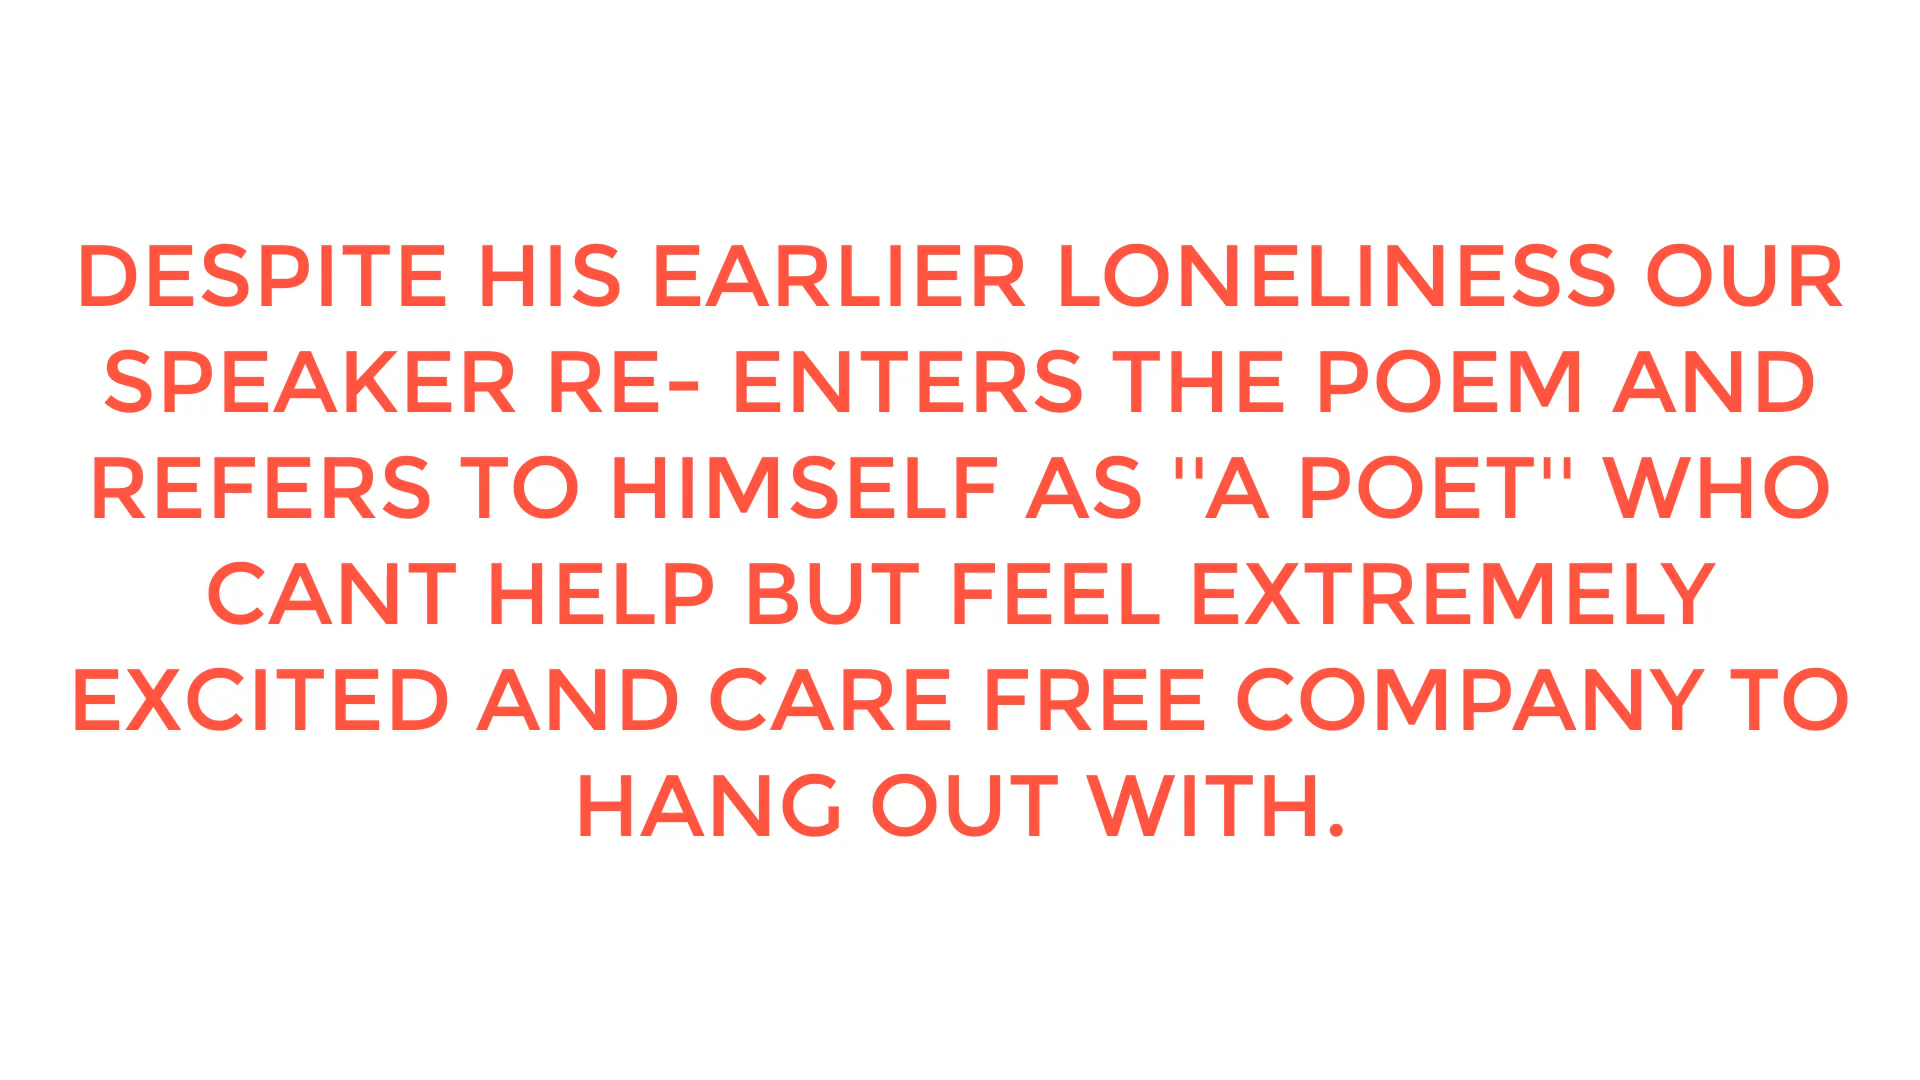 DESPITE HIS EARLIER LONELINESS OUR
SPEAKER RE- ENTERS THE POEM AND
REFERS TO HIMSELF AS "A POET" WHO
CANT HELP BUT FEEL EXTREMELY
EXCITED AND CARE FREE COMPANY TO
HANG OUT WITH.